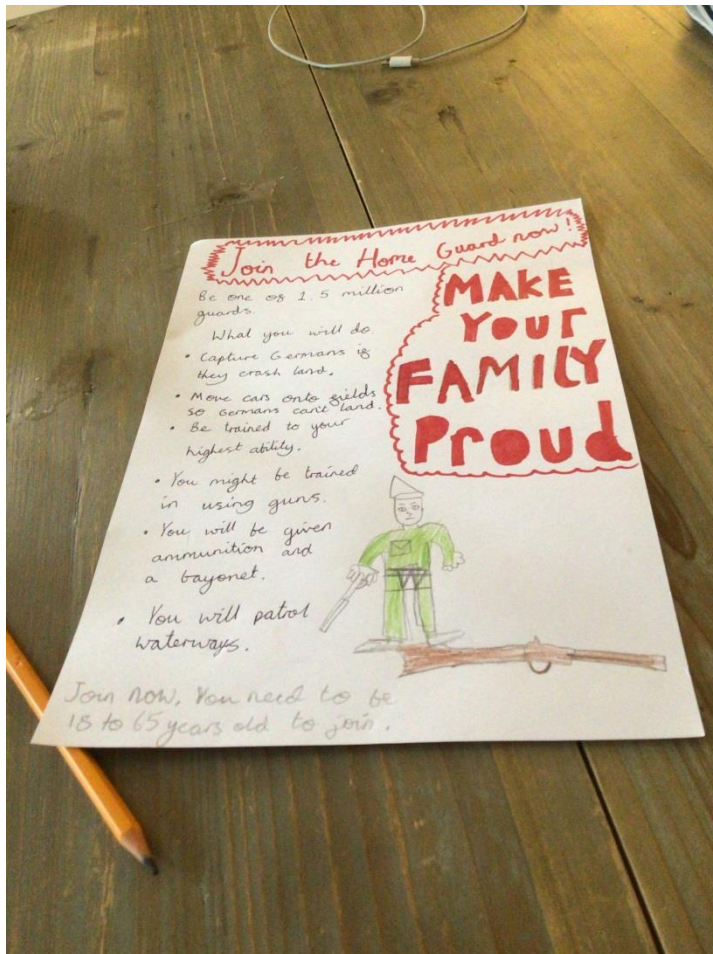 Join the Home Guard now!
Be one of 1.5 million
guards.
What you will do
• Capture Germans if
they crash land.
• Move cars onto fields
so Germans can't land.
• Be trained to your
highest ability.
• You might be trained
in using guns.
• You will be given
ammunition and
a bayonet.
• You will patrol
waterways.
MAKE
YOUr
FAMILY
Proud
Join now. You need to be
18 to 65 years old to join.